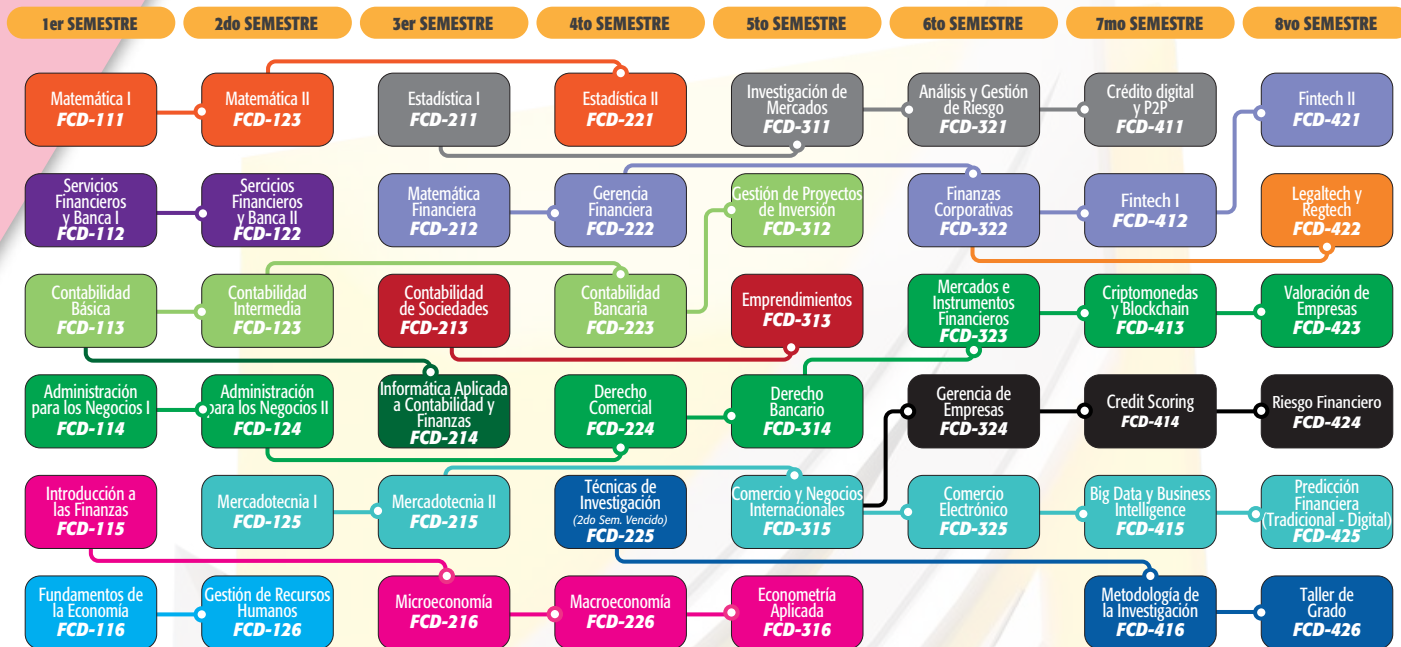 1er SEMESTRE
2do SEMESTRE
3er SEMESTRE
4to SEMESTRE
5to SEMESTRE
6to SEMESTRE
7mo SEMESTRE
8vo SEMESTRE
Matemática I
FCD-111
Matemática II
FCD-123
Estadística I
FCD-211
Estadística II
FCD-221
Investigación de
Mercados
FCD-311
Análisis y Gestión
de Riesgo
FCD-321
Crédito digital
y P2P
FCD-411
Fintech II
FCD-421
Servicios
Financieros
y Banca I
FCD-112
Sercicios
Financieros
y Banca II
FCD-122
Matemática
Financiera
FCD-212
Gerencia
Financiera
FCD-222
Gestión de Proyectos
de Inversión
FCD-312
Finanzas
Corporativas
FCD-322
Fintech I
FCD-412
Legaltech y
Regtech
FCD-422
Contabilidad
Básica
FCD-113
Contabilidad
Intermedia
FCD-123
Contabilidad
de Sociedades
FCD-213
Contabilidad
Bancaria
FCD-223
Emprendimientos
FCD-313
Mercados e
Instrumentos
Financieros
FCD-323
Criptomonedas
y Blockchain
FCD-413
Valoración de
Empresas
FCD-423
Administración
para los Negocios I
FCD-114
Administración
para los Negocios II
FCD-124
Informática Aplicada
a Contabilidad y
Finanzas
FCD-214
Derecho
Comercial
FCD-224
Derecho
Bancario
FCD-314
Gerencia de
Empresas
FCD-324
Credit Scoring
FCD-414
Riesgo Financiero
FCD-424
Introducción a
las Finanzas
FCD-115
Mercadotecnia I
FCD-125
Mercadotecnia II
FCD-215
Técnicas de
Investigación
(2do Sem. Vencido)
FCD-225
Comercio y Negocios
Internacionales
FCD-315
Comercio
Electrónico
FCD-325
Big Data y Business
Intelligence
FCD-415
Predicción
Financiera
(Tradicional - Digital)
FCD-425
Fundamentos de
la Economía
FCD-116
Gestión de Recursos
Humanos
FCD-126
Microeconomía
FCD-216
Macroeconomía
FCD-226
Econometría
Aplicada
FCD-316
Metodología de
la Investigación
FCD-416
Taller de
Grado
FCD-426